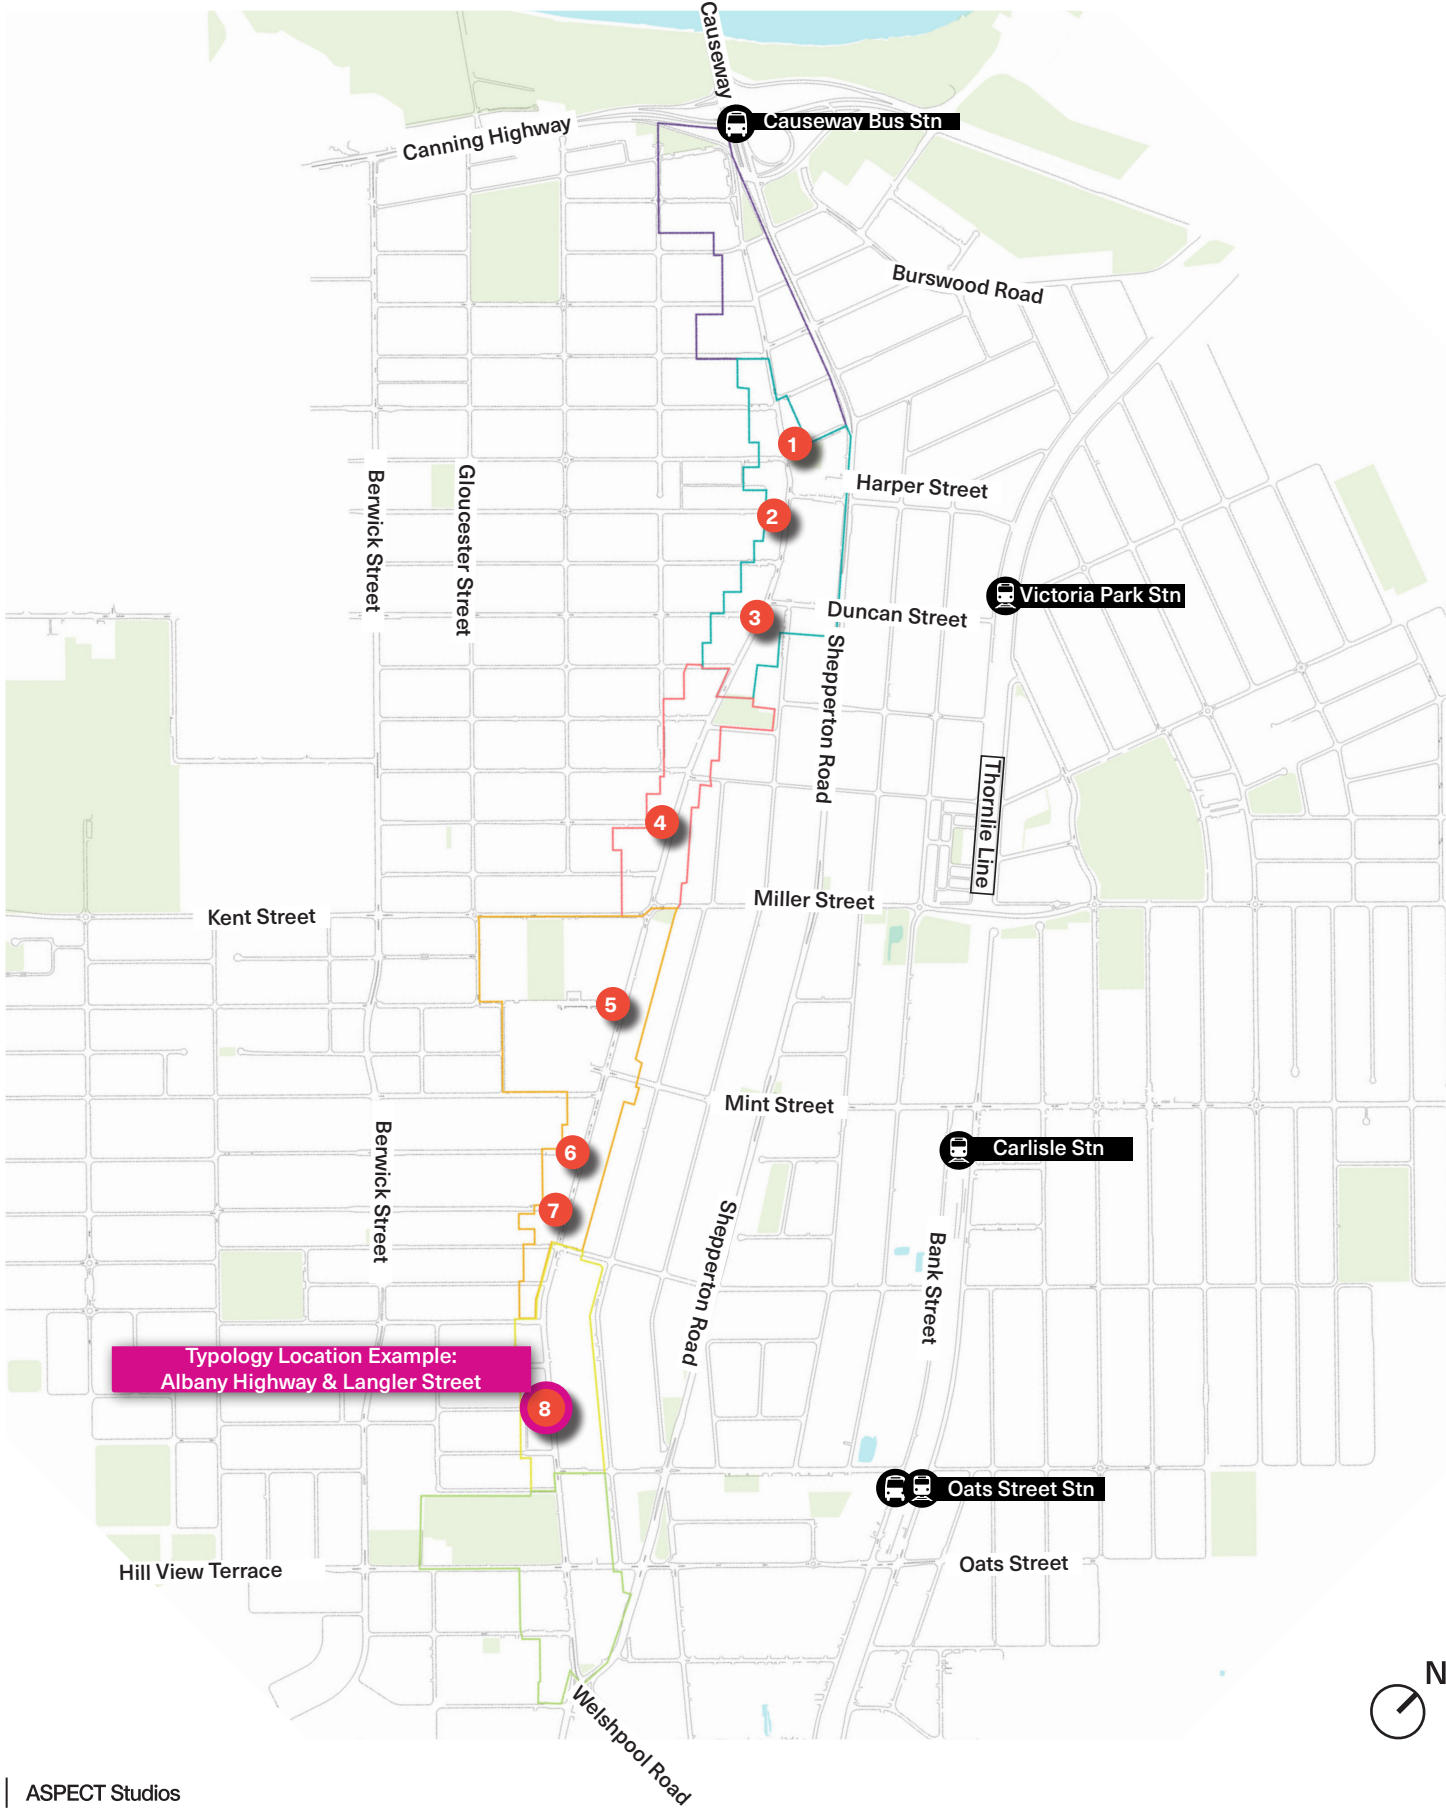 Causeway
Causeway Bus Stn
Canning Highway
Burswood Road
1
Berwick Street
Gloucester Street
Harper Street
2
Victoria Park Stn
3
Duncan Street
Shepperton Road
Thornlie Line
4
Miller Street
Kent Street
5
Mint Street
Berwick Street
6
Carlisle Stn
7
Shepperton Road
Bank Street
Typology Location Example:
Albany Highway & Langler Street
8
Oats Street Stn
Hill View Terrace
Oats Street
N
Welshpool Road
ASPECT Studios